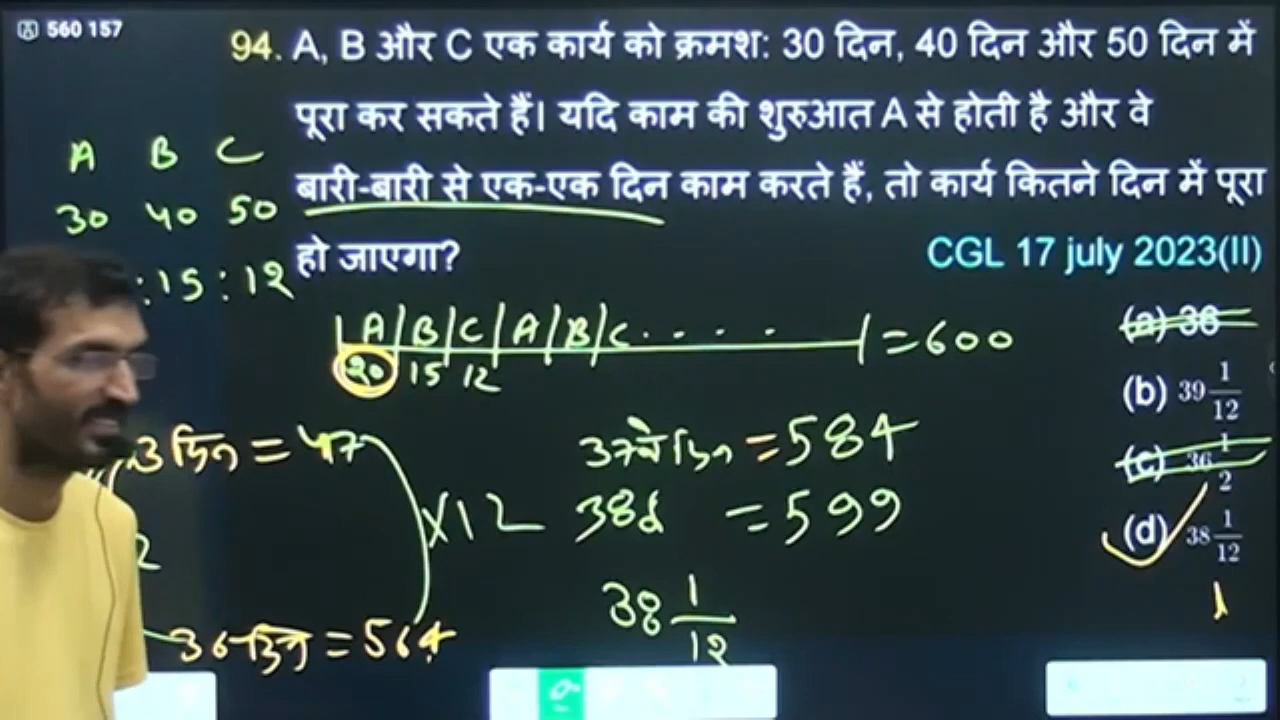 560 157
94. A, B और C एक कार्य को क्रमश: 30 दिन, 40 दिन और 50 दिन में
पूरा कर सकते हैं। यदि काम की शुरुआत A से होती है और वे
बारी-बारी से एक-एक दिन काम करते हैं, तो कार्य कितने दिन में पूरा
हो जाएगा?
CGL 17 july 2023(II)
(a) 36
(b) 39 1/12
(c) 36 1/2
(d) 38 1/12
A B C
30 40 50
:15:12
A|B|C|A|B|C.... =600
20 15 12
3 दिन = 47
×12
36 दिन = 564
37वे दिन = 584
38वे = 599
38 1/12